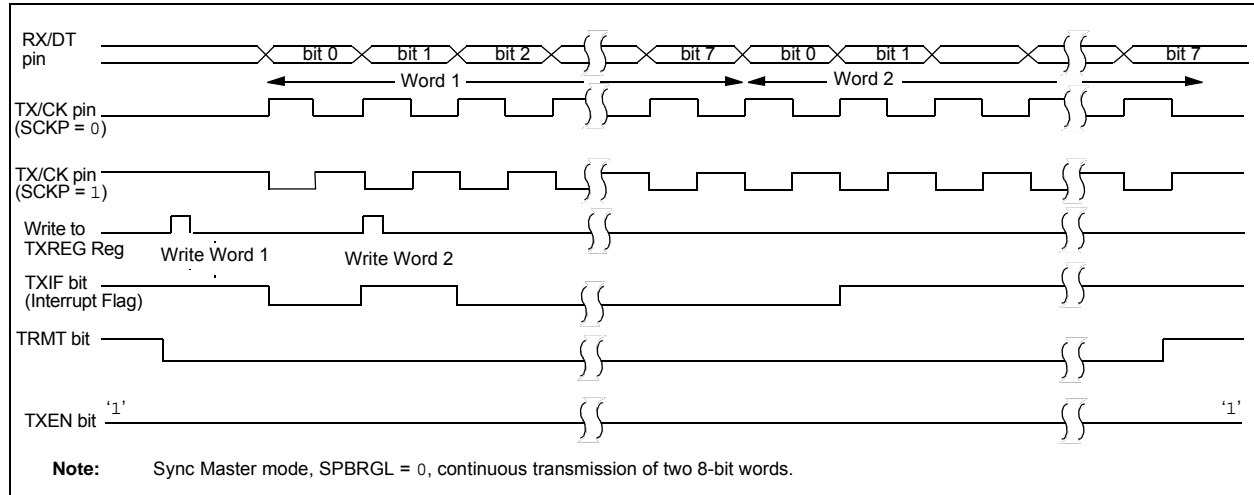 RX/DT
pin
bit 0 bit 1 bit 2 bit 7 bit 0 bit 1 bit 7
Word 1 Word 2
TX/CK pin
(SCKP = 0)
TX/CK pin
(SCKP = 1)
Write to
TXREG Reg
Write Word 1 Write Word 2
TXIF bit
(Interrupt Flag)
TRMT bit
TXEN bit ‘1’ ‘1’
Note: Sync Master mode, SPBRGL = 0, continuous transmission of two 8-bit words.